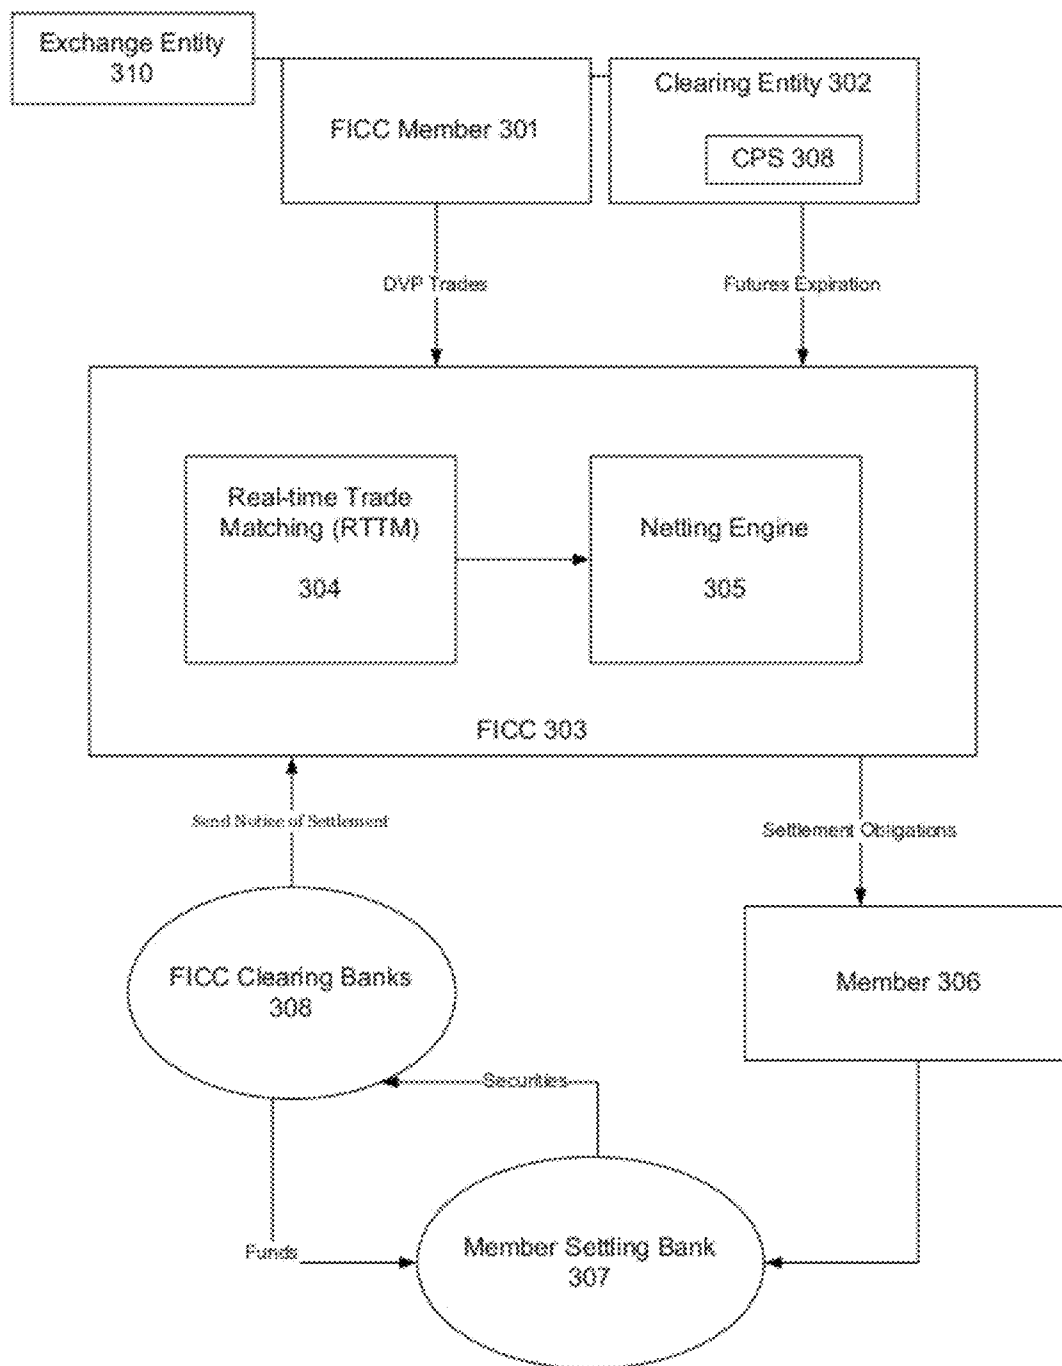 Exchange Entity
310
FICC Member 301
Clearing Entity 302
CPS 308
DVP Trades
Futures Expiration
Real-time Trade
Matching (RTTM)
304
Netting Engine
305
FICC 303
Send Notice of Settlement
Settlement Obligations
FICC Clearing Banks
308
Member 306
Securities
Funds
Member Settling Bank
307